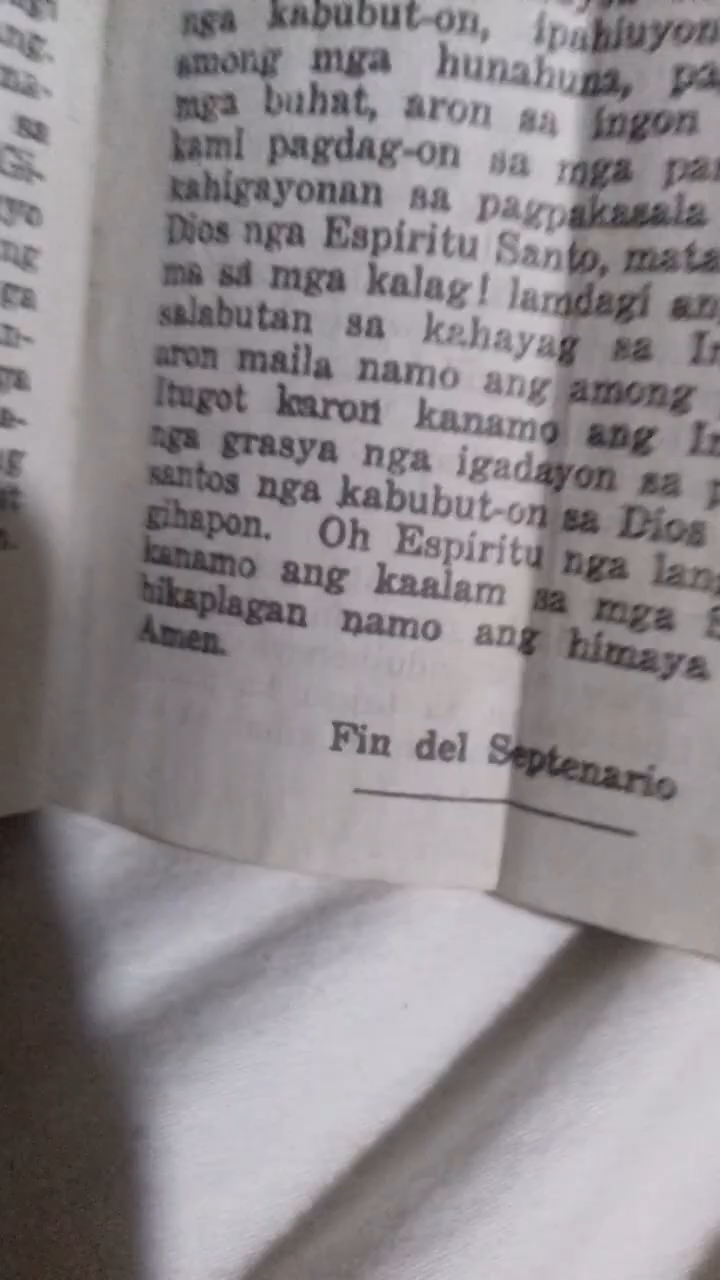 nga kabubut-on, ipahiuyon
among mga hunahuna,
mga buhat, aron sa ingon
kami pagdag-on sa mga
kahigayonan sa pagpakasala
Dios nga Espiritu Santo,
ma sa mga kalag! lamdagi
salabutan sa kahayag sa
aron maila namo ang among
Itugot karon kanamo ang
nga grasya nga igadayon sa
santos nga kabubut-on sa Dios
gihapon. Oh Espiritu nga
kanamo ang kaalam sa mga
hikaplagan namo ang himaya
Amen.
Fin del Septenario